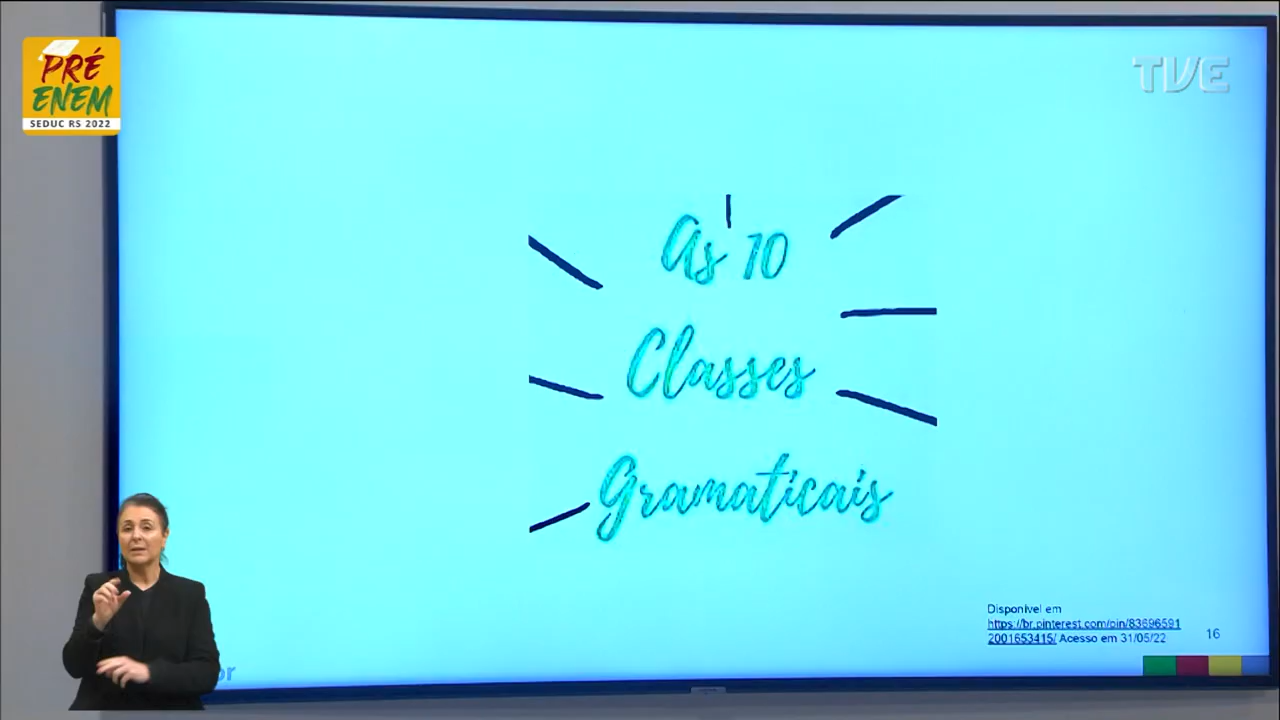 PRÉ
ENEM
SEDUC RS 2022
TVE
As 10
Classes
Gramaticais
Disponível em
https://br.pinterest.com/pin/83696591
2001653415/ Acesso em 31/05/22
16